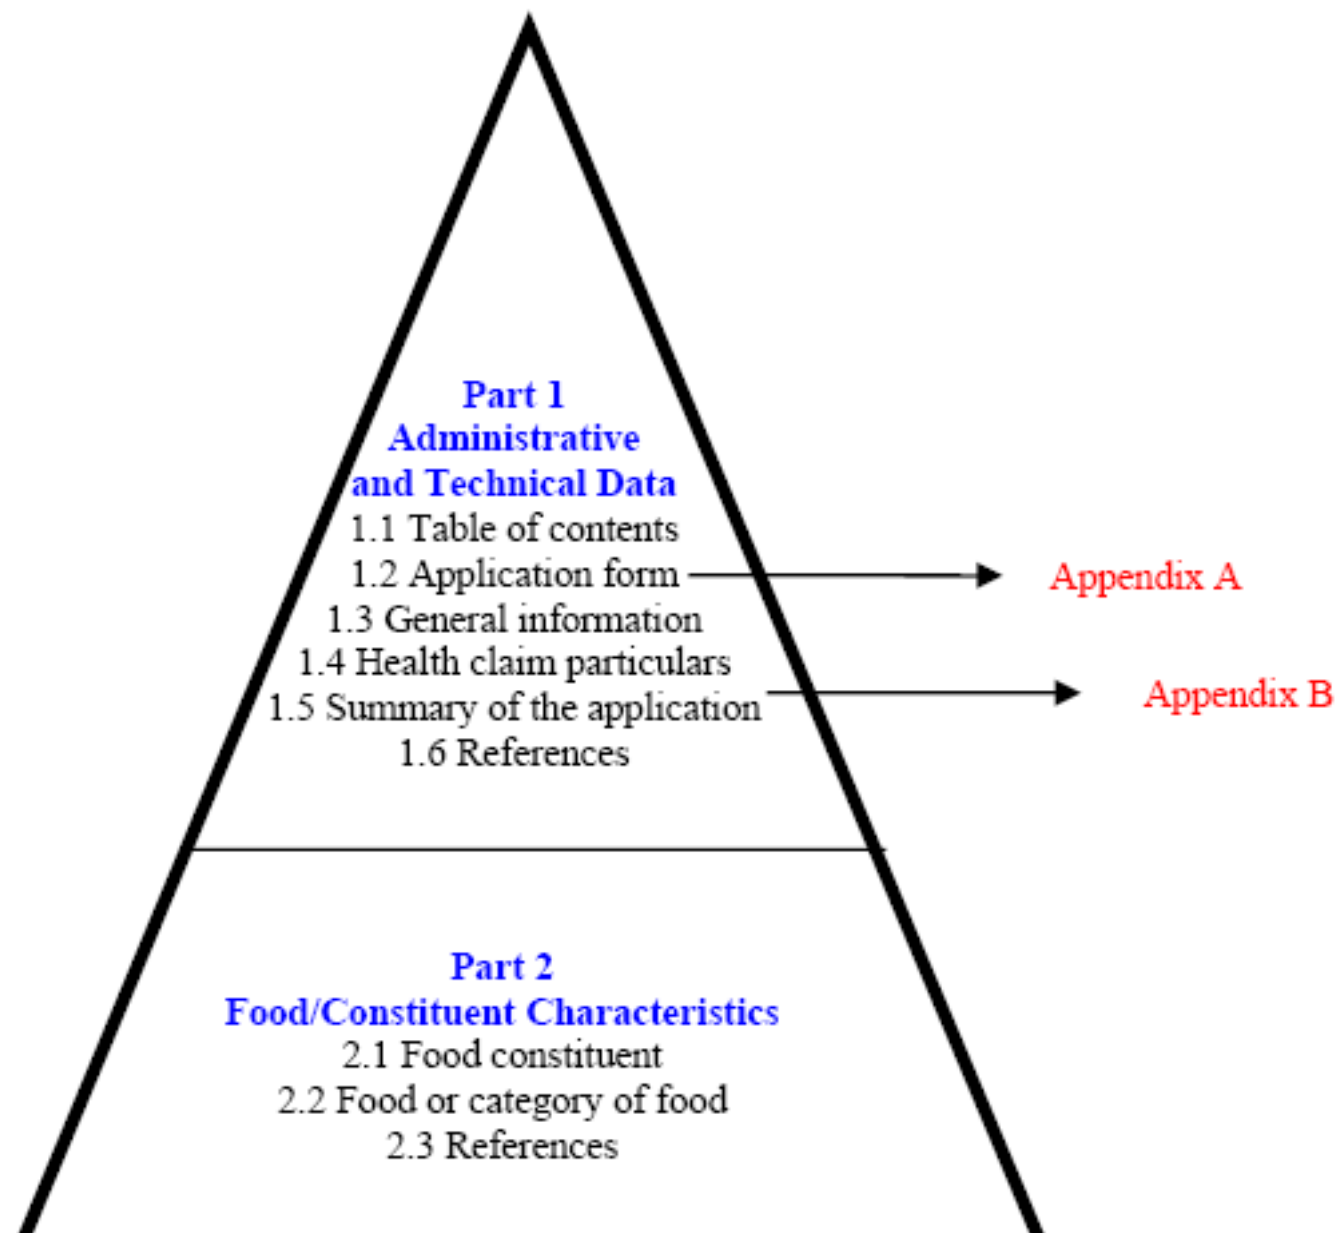 Part 1
Administrative
and Technical Data
1.1 Table of contents
1.2 Application form
Appendix A
1.3 General information
1.4 Health claim particulars
1.5 Summary of the application
Appendix B
1.6 References
Part 2
Food/Constituent Characteristics
2.1 Food constituent
2.2 Food or category of food
2.3 References